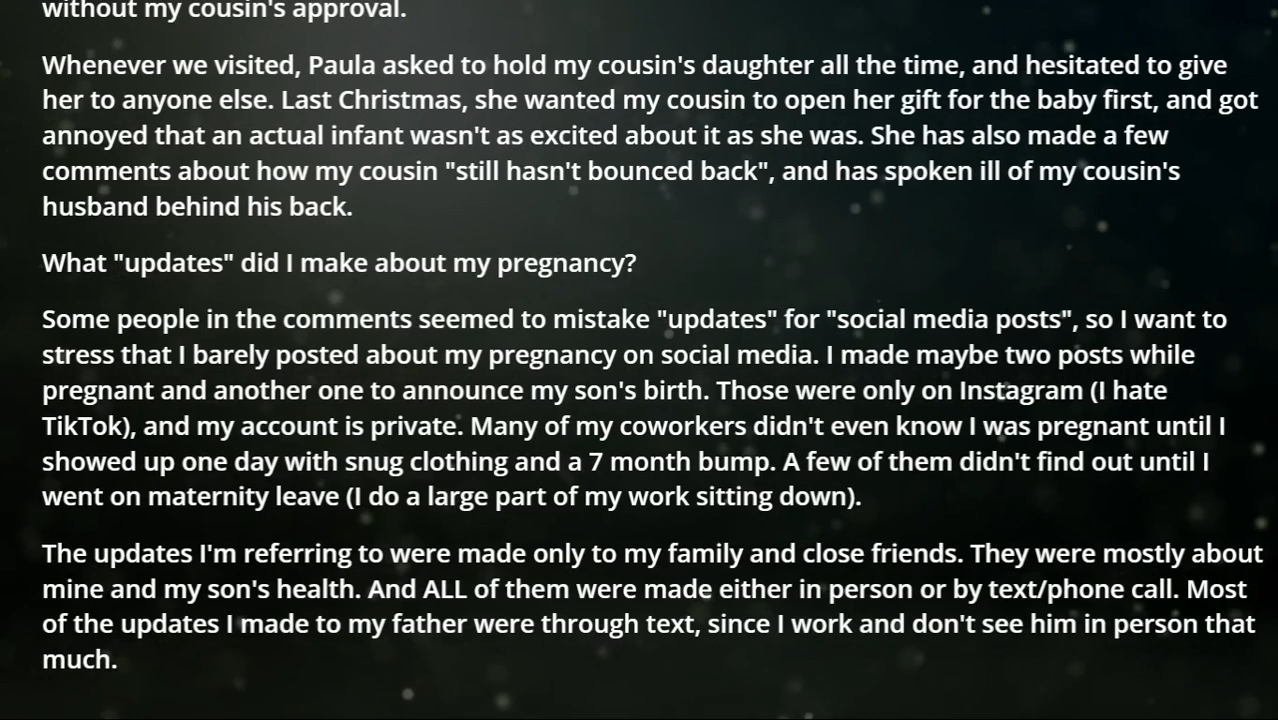 without my cousin's approval.
Whenever we visited, Paula asked to hold my cousin's daughter all the time, and hesitated to give
her to anyone else. Last Christmas, she wanted my cousin to open her gift for the baby first, and got
annoyed that an actual infant wasn't as excited about it as she was. She has also made a few
comments about how my cousin "still hasn't bounced back", and has spoken ill of my cousin's
husband behind his back.
What "updates" did I make about my pregnancy?
Some people in the comments seemed to mistake "updates" for "social media posts", so I want to
stress that I barely posted about my pregnancy on social media. I made maybe two posts while
pregnant and another one to announce my son's birth. Those were only on Instagram (I hate
TikTok), and my account is private. Many of my coworkers didn't even know I was pregnant until I
showed up one day with snug clothing and a 7 month bump. A few of them didn't find out until I
went on maternity leave (I do a large part of my work sitting down).
The updates I'm referring to were made only to my family and close friends. They were mostly about
mine and my son's health. And ALL of them were made either in person or by text/phone call. Most
of the updates I made to my father were through text, since I work and don't see him in person that
much.